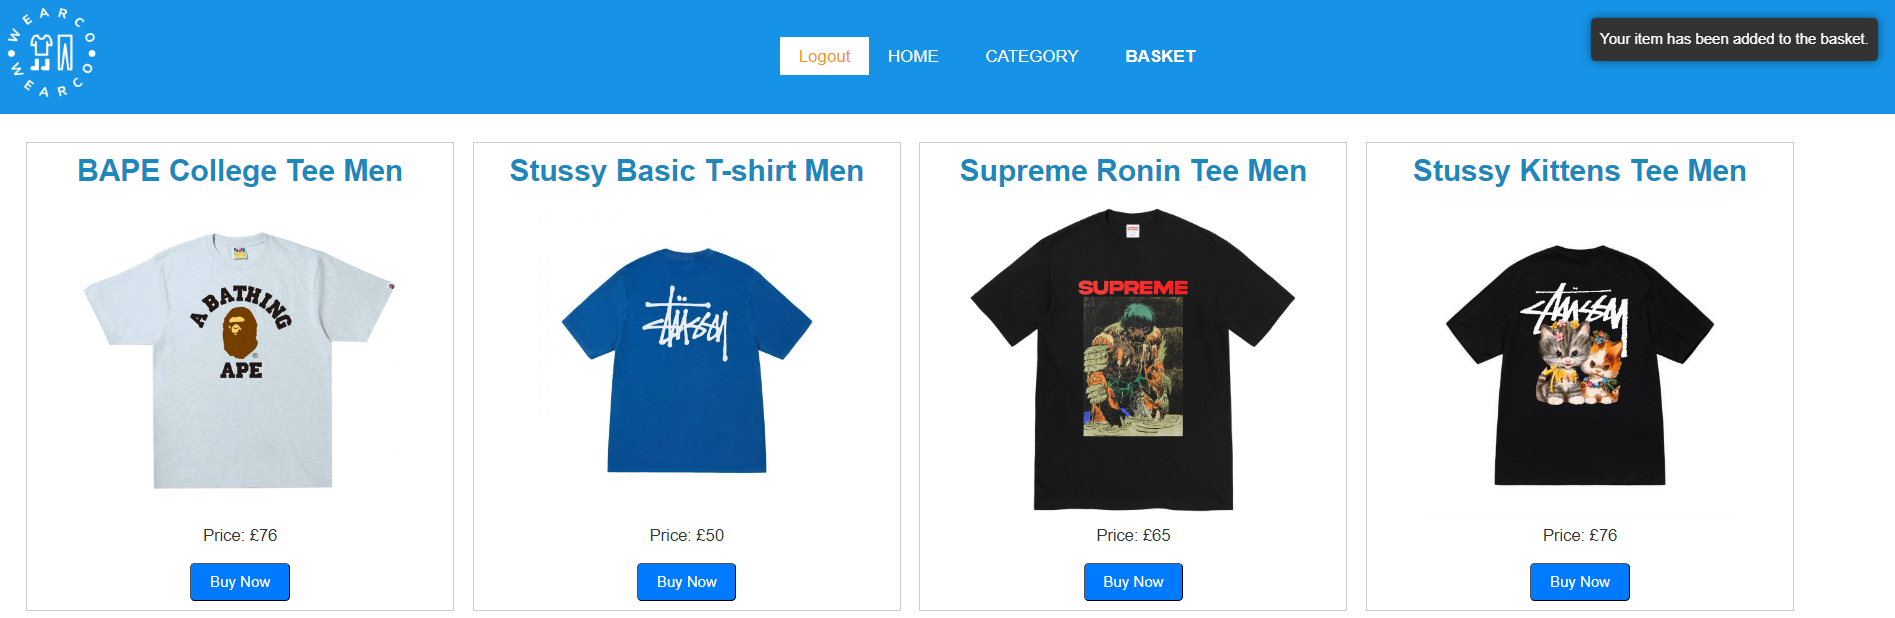 WEARCO
WEARCO
Logout
HOME
CATEGORY
BASKET
Your item has been added to the basket.
BAPE College Tee Men
Stussy Basic T-shirt Men
Supreme Ronin Tee Men
Stussy Kittens Tee Men
A BATHING
APE
®
Stüssy
SUPREME
Stüssy
Price: £76
Price: £50
Price: £65
Price: £76
Buy Now
Buy Now
Buy Now
Buy Now